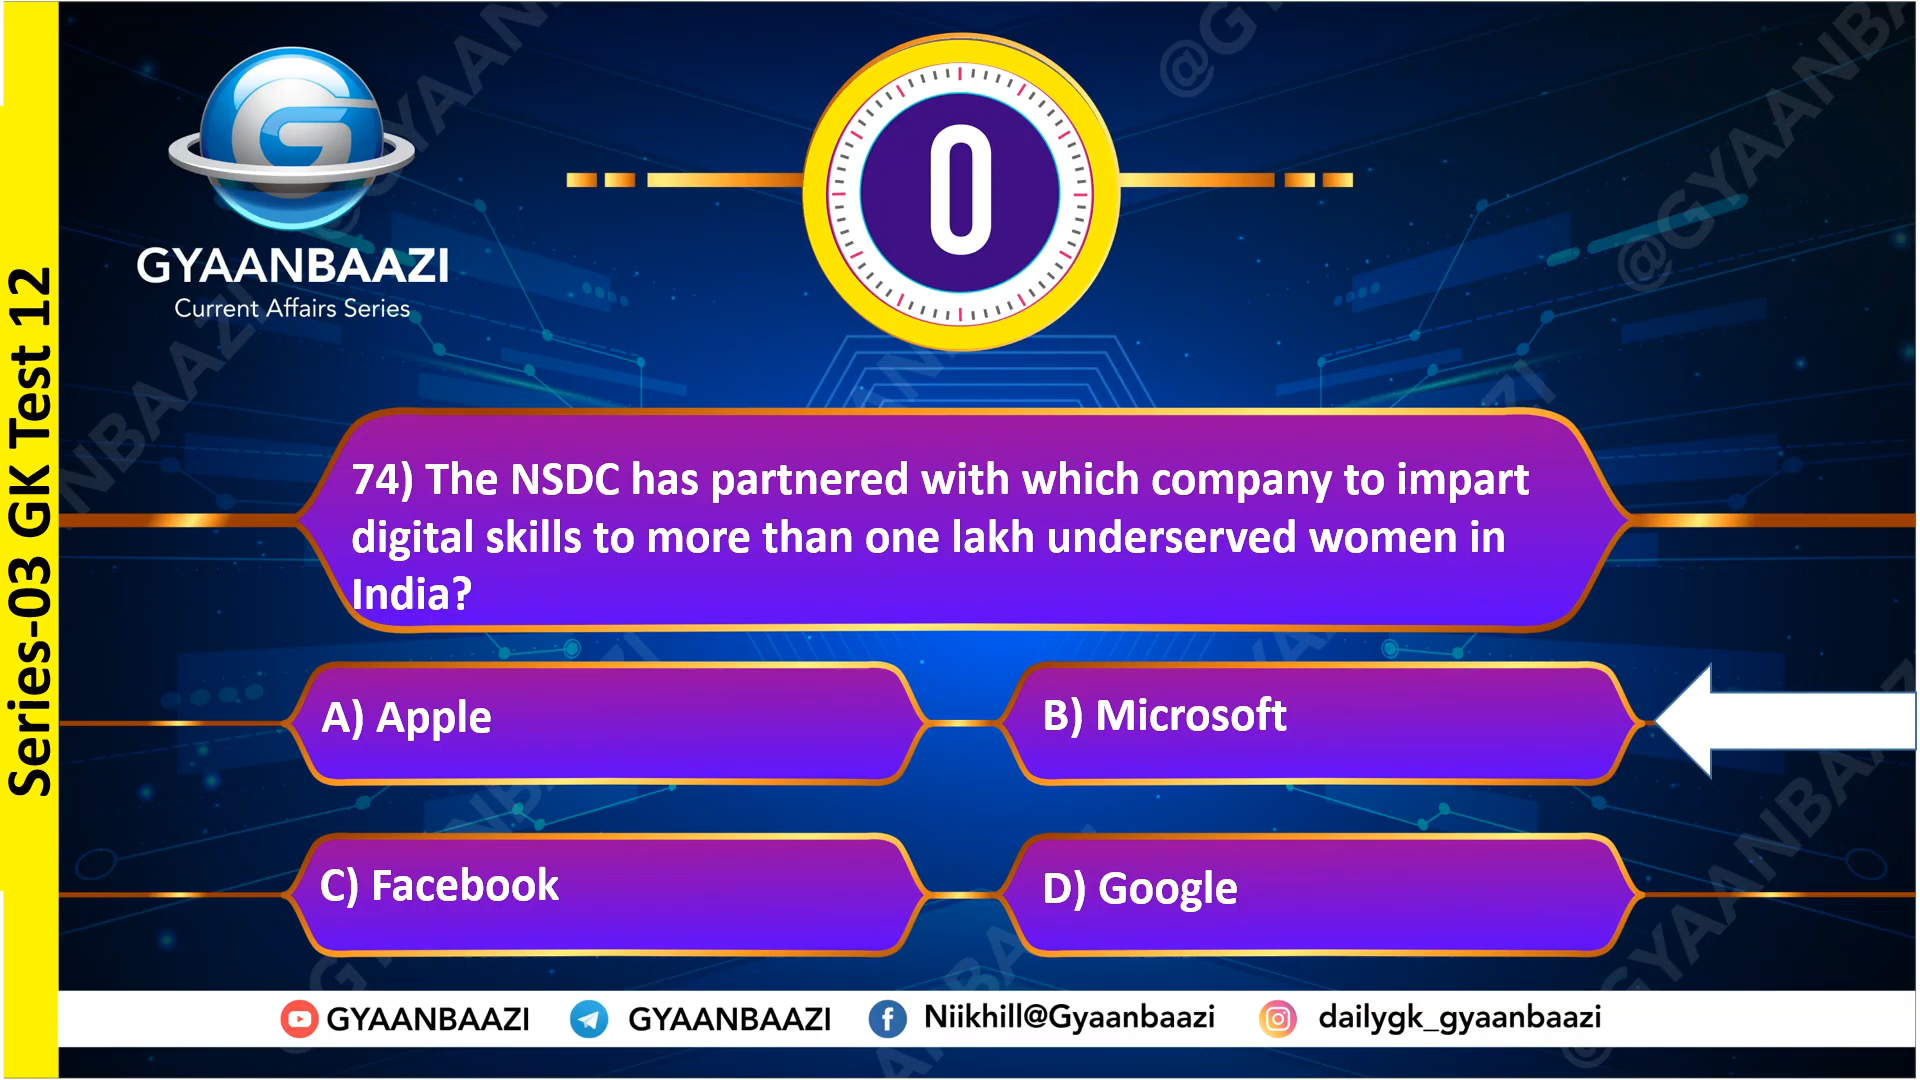 GYAANBAAZI
Current Affairs Series
0
Series-03 GK Test 12
74) The NSDC has partnered with which company to impart
digital skills to more than one lakh underserved women in
India?
A) Apple
B) Microsoft
C) Facebook
D) Google
GYAANBAAZI
GYAANBAAZI
Niikhill@Gyaanbaazi
dailygk_gyaanbaazi
@GYAANBAAZI